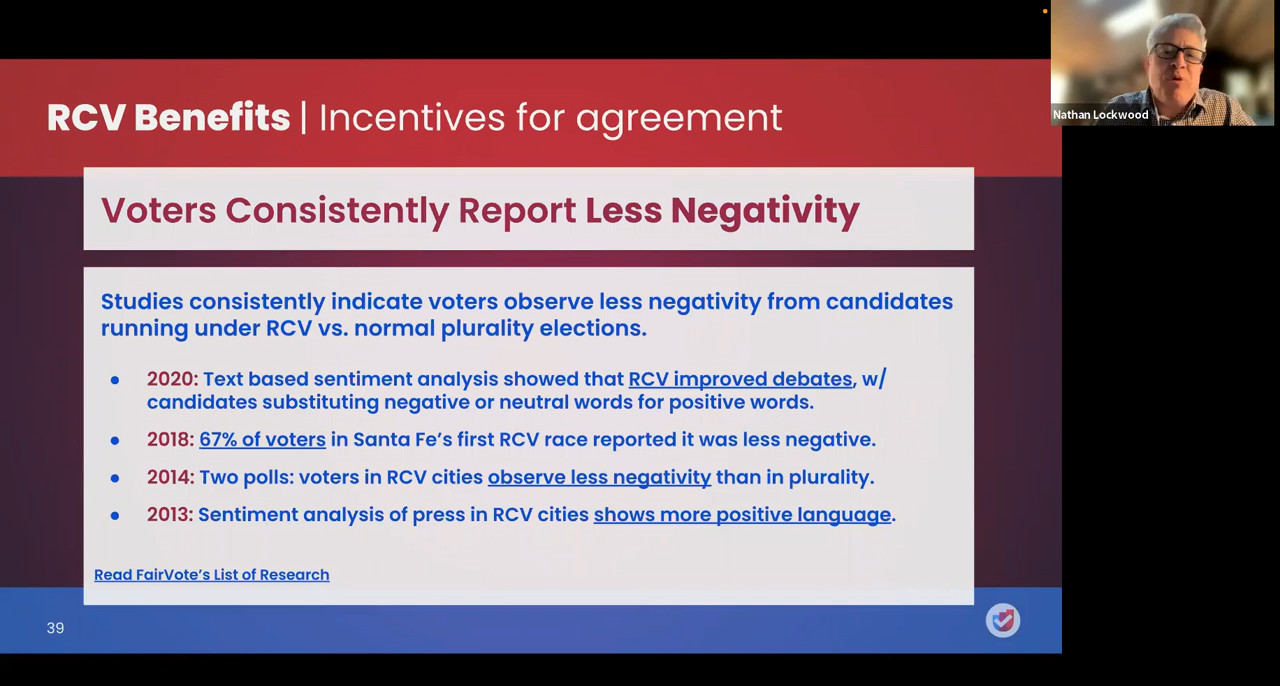 RCV Benefits | Incentives for agreement
Nathan Lockwood
Voters Consistently Report Less Negativity
Studies consistently indicate voters observe less negativity from candidates
running under RCV vs. normal plurality elections.
● 2020: Text based sentiment analysis showed that RCV improved debates, w/
candidates substituting negative or neutral words for positive words.
● 2018: 67% of voters in Santa Fe’s first RCV race reported it was less negative.
● 2014: Two polls: voters in RCV cities observe less negativity than in plurality.
● 2013: Sentiment analysis of press in RCV cities shows more positive language.
Read FairVote’s List of Research
39